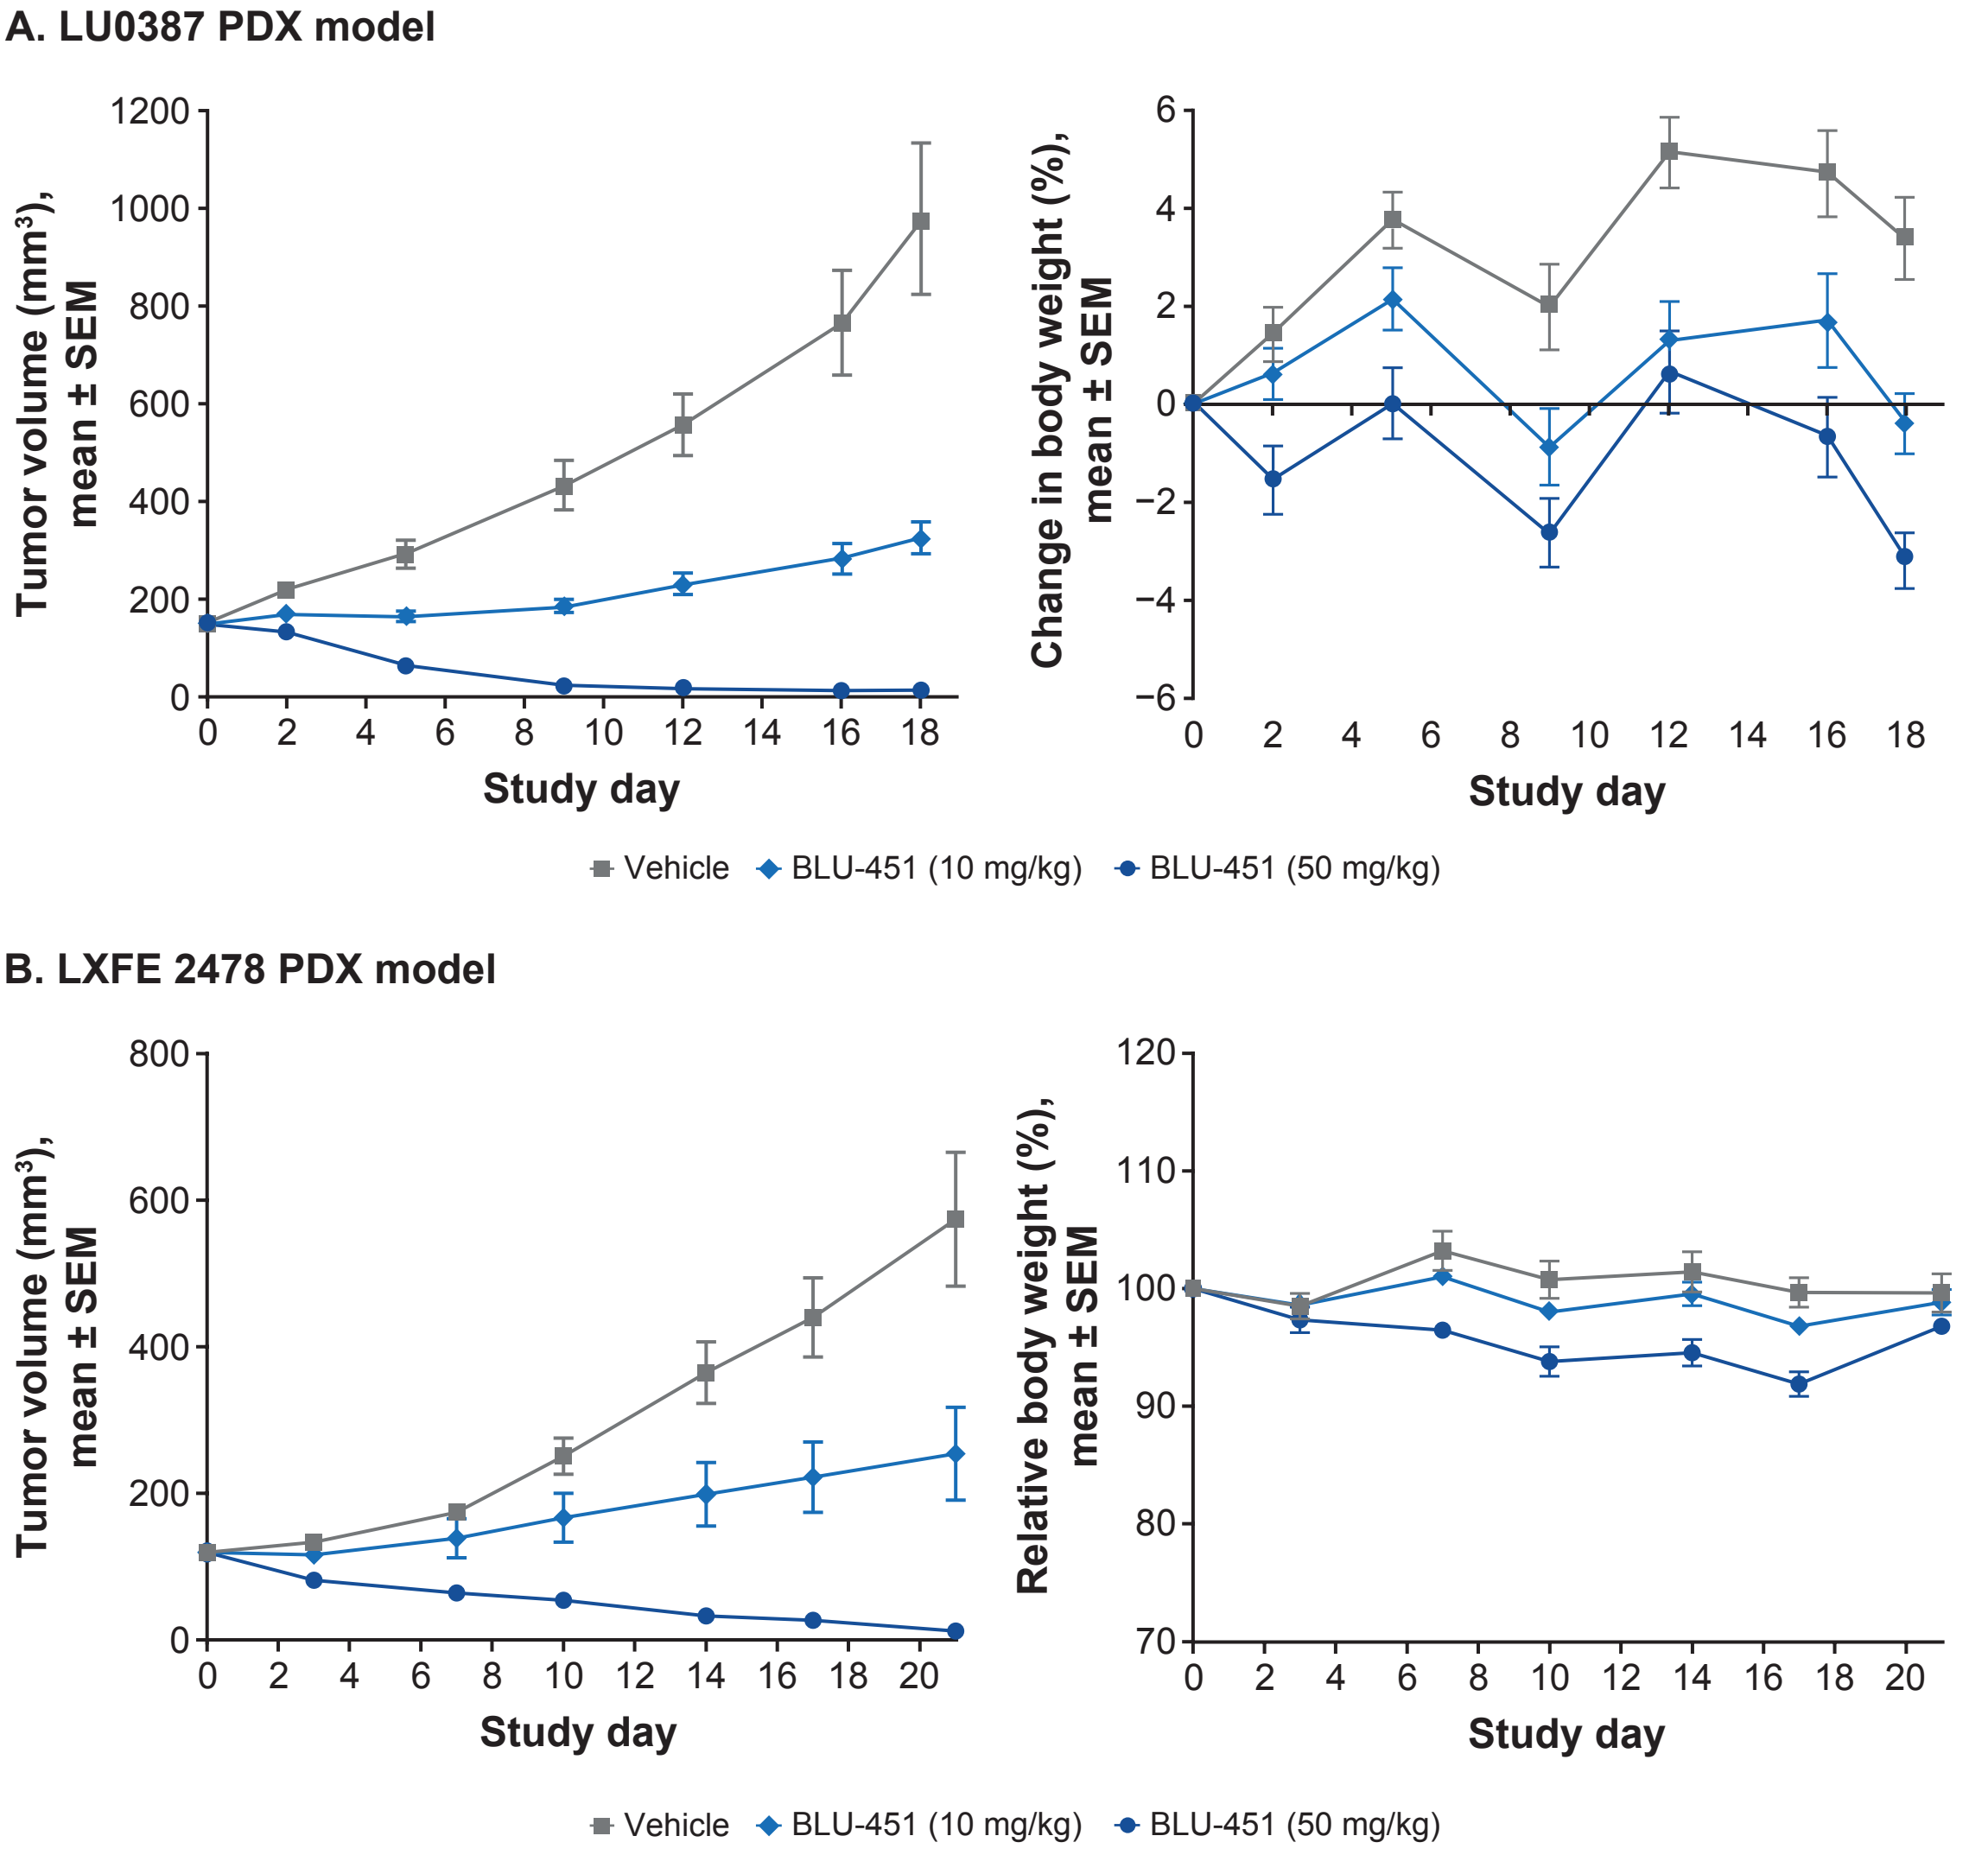 A. LU0387 PDX model
Tumor volume (mm³),
mean ± SEM
1200
1000
800
600
400
200
0
0 2 4 6 8 10 12 14 16 18
Study day
Change in body weight (%),
mean ± SEM
6
4
2
0
−2
−4
−6
0 2 4 6 8 10 12 14 16 18
Study day
Vehicle BLU-451 (10 mg/kg) BLU-451 (50 mg/kg)
B. LXFE 2478 PDX model
Tumor volume (mm³),
mean ± SEM
800
600
400
200
0
0 2 4 6 8 10 12 14 16 18 20
Study day
Relative body weight (%),
mean ± SEM
120
110
100
90
80
70
0 2 4 6 8 10 12 14 16 18 20
Study day
Vehicle BLU-451 (10 mg/kg) BLU-451 (50 mg/kg)